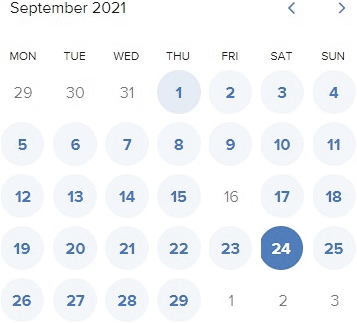 September 2021
MON TUE WED THU FRI SAT SUN
29 30 31 1 2 3 4
5 6 7 8 9 10 11
12 13 14 15 16 17 18
19 20 21 22 23 24 25
26 27 28 29 1 2 3